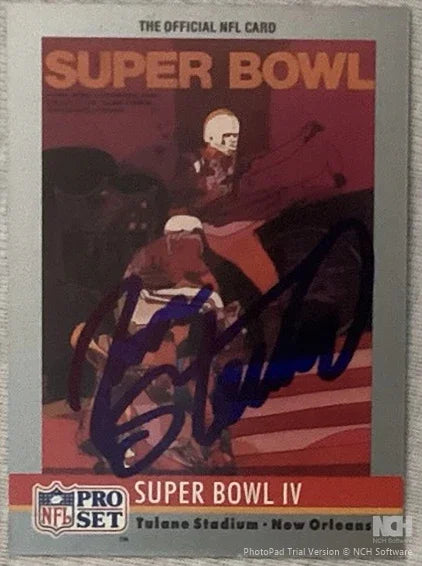 THE OFFICIAL NFL CARD
SUPER BOWL
NFL
PRO
SET
SUPER BOWL IV
Tulane Stadium • New Orleans
NCH
NCH Software
PhotoPad Trial Version © NCH Software